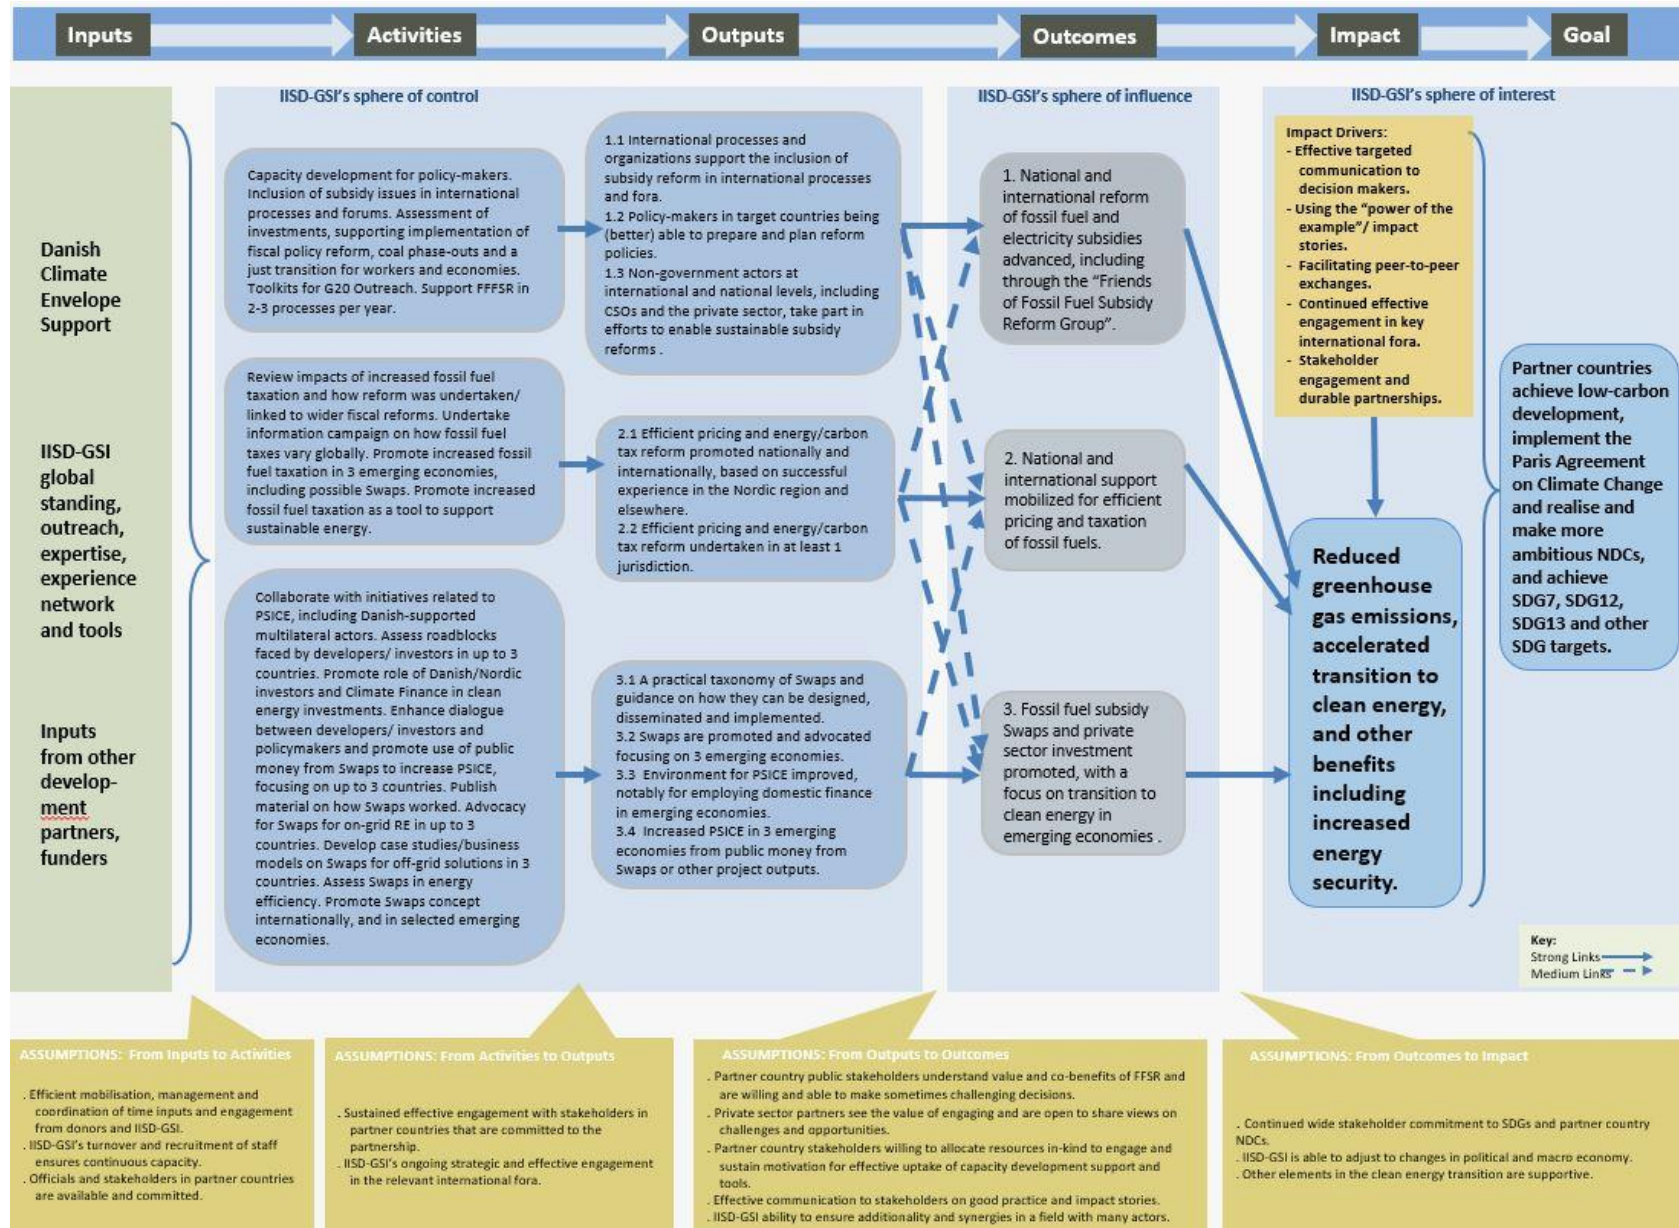 Inputs
Activities
Outputs
Outcomes
Impact
Goal
IISD-GSI's sphere of control
IISD-GSI's sphere of influence
IISD-GSI's sphere of interest
Danish
Climate
Envelope
Support
IISD-GSI
global
standing,
outreach,
expertise,
experience
network
and tools
Inputs
from other
develop-
ment
partners,
funders
Capacity development for policy-makers.
Inclusion of subsidy issues in international
processes and forums. Assessment of
investments, supporting implementation of
fiscal policy reform, coal phase-outs and a
just transition for workers and economies.
Toolkits for G20 Outreach. Support FFFSR in
2-3 processes per year.
Review impacts of increased fossil fuel
taxation and how reform was undertaken/
linked to wider fiscal reforms. Undertake
information campaign on how fossil fuel
taxes vary globally. Promote increased fossil
fuel taxation in 3 emerging economies,
including possible Swaps. Promote increased
fossil fuel taxation as a tool to support
sustainable energy.
Collaborate with initiatives related to
PSICE, including Danish-supported
multilateral actors. Assess roadblocks
faced by developers/ investors in up to 3
countries. Promote role of Danish/Nordic
investors and Climate Finance in clean
energy investments. Enhance dialogue
between developers/ investors and
policymakers and promote use of public
money from Swaps to increase PSICE,
focusing on up to 3 countries. Publish
material on how Swaps worked. Advocacy
for Swaps for on-grid RE in up to 3
countries. Develop case studies/business
models on Swaps for off-grid solutions in 3
countries. Assess Swaps in energy
efficiency. Promote Swaps concept
internationally, and in selected emerging
economies.
1.1 International processes and
organizations support the inclusion of
subsidy reform in international processes
and fora.
1.2 Policy-makers in target countries being
(better) able to prepare and plan reform
policies.
1.3 Non-government actors at
international and national levels, including
CSOs and the private sector, take part in
efforts to enable sustainable subsidy
reforms .
2.1 Efficient pricing and energy/carbon
tax reform promoted nationally and
internationally, based on successful
experience in the Nordic region and
elsewhere.
2.2 Efficient pricing and energy/carbon
tax reform undertaken in at least 1
jurisdiction.
3.1 A practical taxonomy of Swaps and
guidance on how they can be designed,
disseminated and implemented.
3.2 Swaps are promoted and advocated
focusing on 3 emerging economies.
3.3 Environment for PSICE improved,
notably for employing domestic finance
in emerging economies.
3.4 Increased PSICE in 3 emerging
economies from public money from
Swaps or other project outputs.
1. National and
international reform
of fossil fuel and
electricity subsidies
advanced, including
through the "Friends
of Fossil Fuel Subsidy
Reform Group".
2. National and
international support
mobilized for efficient
pricing and taxation
of fossil fuels.
3. Fossil fuel subsidy
Swaps and private
sector investment
promoted, with a
focus on transition to
clean energy in
emerging economies .
Impact Drivers:
- Effective targeted
communication to
decision makers.
- Using the "power of the
example"/ impact
stories.
- Facilitating peer-to-peer
exchanges.
- Continued effective
engagement in key
international fora.
- Stakeholder
engagement and
durable partnerships.
Reduced
greenhouse
gas emissions,
accelerated
transition to
clean energy,
and other
benefits
including
increased
energy
security.
Partner countries
achieve low-carbon
development,
implement the
Paris Agreement
on Climate Change
and realise and
make more
ambitious NDCs,
and achieve
SDG7, SDG12,
SDG13 and other
SDG targets.
Key:
Strong Links
Medium Links
ASSUMPTIONS: From Inputs to Activities
. Efficient mobilisation, management and
coordination of time inputs and engagement
from donors and IISD-GSI.
. IISD-GSI's turnover and recruitment of staff
ensures continuous capacity.
. Officials and stakeholders in partner countries
are available and committed.
ASSUMPTIONS: From Activities to Outputs
. Sustained effective engagement with stakeholders in
partner countries that are committed to the
partnership.
. IISD-GSI's ongoing strategic and effective engagement
in the relevant international fora.
ASSUMPTIONS: From Outputs to Outcomes
. Partner country public stakeholders understand value and co-benefits of FFSR and
are willing and able to make sometimes challenging decisions.
. Private sector partners see the value of engaging and are open to share views on
challenges and opportunities.
. Partner country stakeholders willing to allocate resources in-kind to engage and
sustain motivation for effective uptake of capacity development support and
tools.
. Effective communication to stakeholders on good practice and impact stories.
. IISD-GSI ability to ensure additionality and synergies in a field with many actors.
ASSUMPTIONS: From Outcomes to Impact
. Continued wide stakeholder commitment to SDGs and partner country
NDCs.
. IISD-GSI is able to adjust to changes in political and macro economy.
. Other elements in the clean energy transition are supportive.